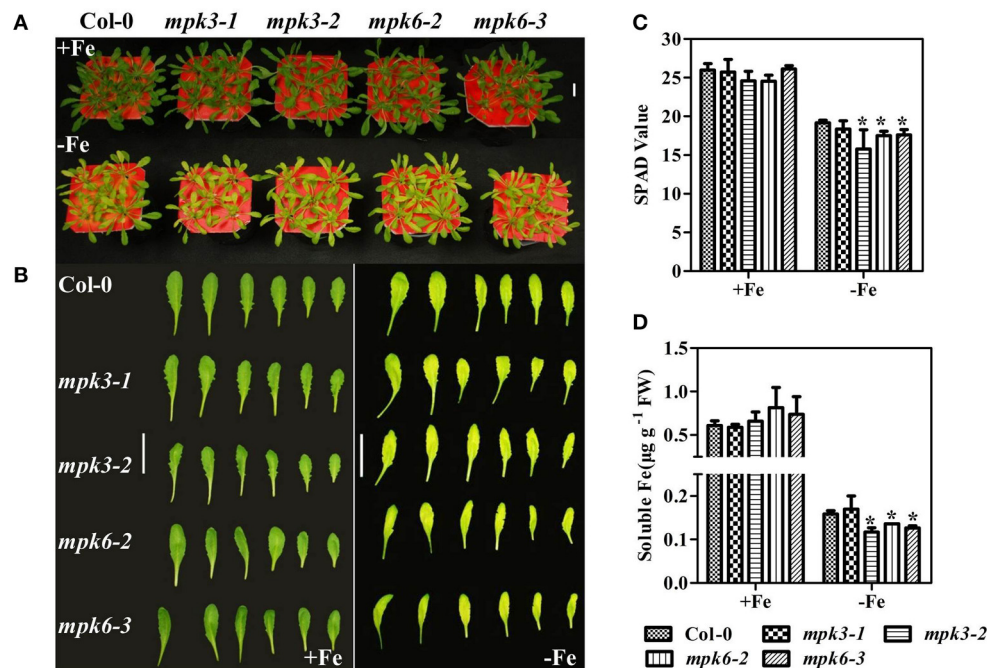 A
Col-0 mpk3-1 mpk3-2 mpk6-2 mpk6-3
+Fe
-Fe
B
Col-0
mpk3-1
mpk3-2
mpk6-2
mpk6-3
+Fe
-Fe
C
SPAD Value
30
25
20
15
10
5
0
* * *
+Fe -Fe
D
Soluble Fe(μg g-1 FW)
1.5
1.0
0.5
0.2
0.1
0.0
* * *
+Fe -Fe
Col-0 mpk3-1 mpk3-2
mpk6-2 mpk6-3